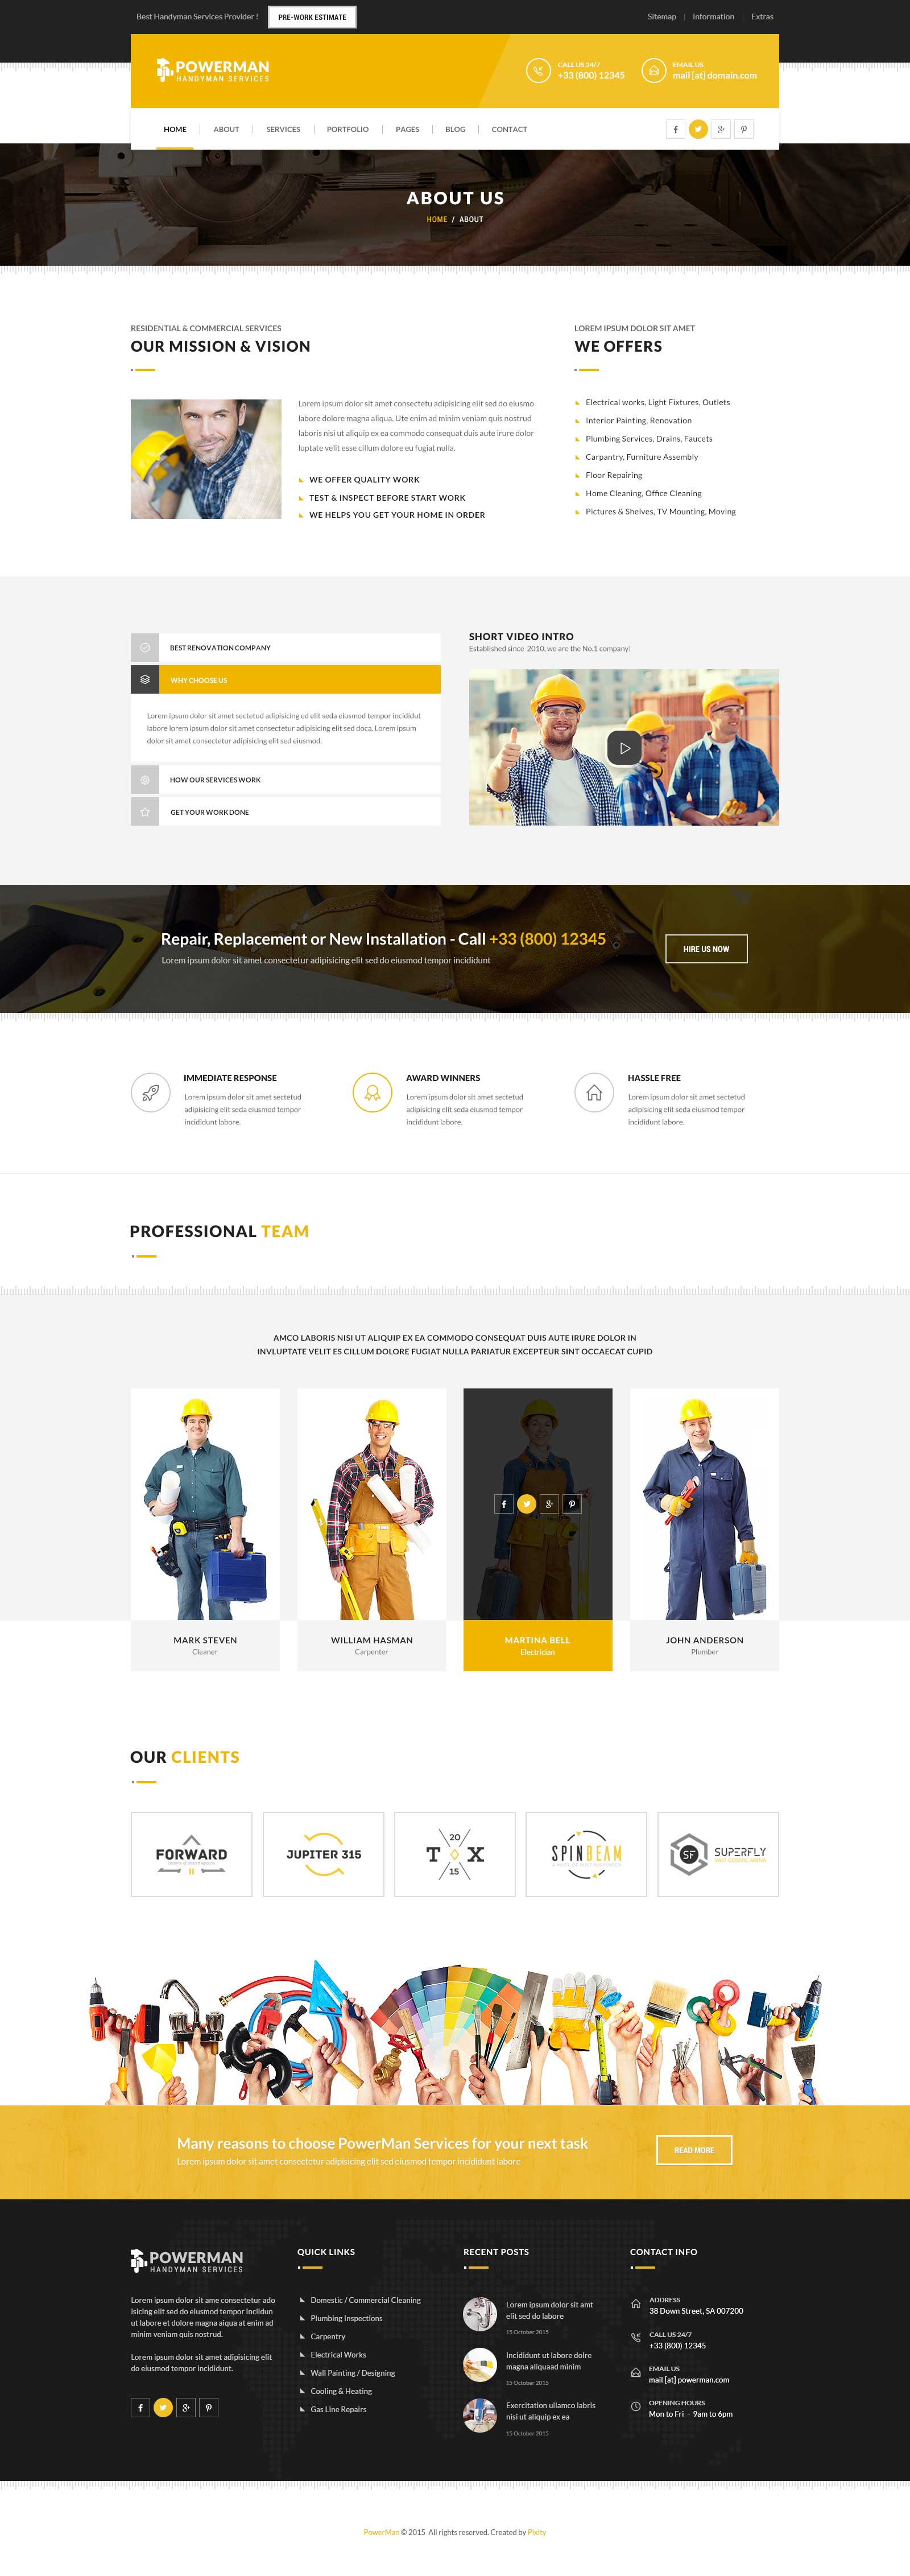 Best Handyman Services Provider !
PRE-WORK ESTIMATE
Sitemap | Information | Extras
POWERMAN
HANDYMAN SERVICES
CALL US 24/7
+33 (800) 12345
EMAIL US
mail [at] domain.com
HOME
ABOUT
SERVICES
PORTFOLIO
PAGES
BLOG
CONTACT
ABOUT US
HOME / ABOUT
RESIDENTIAL & COMMERCIAL SERVICES
OUR MISSION & VISION
Lorem ipsum dolor sit amet consectetu adipisicing elit sed do eiusmo
labore dolore magna aliqua. Ute enim ad minim veniam quis nostrud
laboris nisi ut aliquip ex ea commodo consequat duis aute irure dolor
luptate velit esse cillum dolore eu fugiat nulla.
WE OFFER QUALITY WORK
TEST & INSPECT BEFORE START WORK
WE HELPS YOU GET YOUR HOME IN ORDER
LOREM IPSUM DOLOR SIT AMET
WE OFFERS
Electrical works, Light Fixtures, Outlets
Interior Painting, Renovation
Plumbing Services, Drains, Faucets
Carpantry, Furniture Assembly
Floor Repairing
Home Cleaning, Office Cleaning
Pictures & Shelves, TV Mounting, Moving
BEST RENOVATION COMPANY
WHY CHOOSE US
Lorem ipsum dolor sit amet sectetud adipisicing ed elit seda eiusmod tempor incididut
labore lorem ipsum dolor sit amet consectetur adipisicing elit sed doca. Lorem ipsum
dolor sit amet consectetur adipisicing elit sed eiusmod.
HOW OUR SERVICES WORK
GET YOUR WORK DONE
SHORT VIDEO INTRO
Established since 2010, we are the No.1 company!
Repair, Replacement or New Installation - Call +33 (800) 12345
Lorem ipsum dolor sit amet consectetur adipisicing elit sed do eiusmod tempor incididunt
HIRE US NOW
IMMEDIATE RESPONSE
Lorem ipsum dolor sit amet sectetud
adipisicing elit seda eiusmod tempor
incididunt labore.
AWARD WINNERS
Lorem ipsum dolor sit amet sectetud
adipisicing elit seda eiusmod tempor
incididunt labore.
HASSLE FREE
Lorem ipsum dolor sit amet sectetud
adipisicing elit seda eiusmod tempor
incididunt labore.
PROFESSIONAL TEAM
AMCO LABORIS NISI UT ALIQUIP EX EA COMMODO CONSEQUAT DUIS AUTE IRURE DOLOR IN
INVLUPTATE VELIT ES CILLUM DOLORE FUGIAT NULLA PARIATUR EXCEPTEUR SINT OCCAECAT CUPID
MARK STEVEN
Cleaner
WILLIAM HASMAN
Carpenter
MARTINA BELL
Electrician
JOHN ANDERSON
Plumber
OUR CLIENTS
FORWARD
JUPITER 315
20
T X
15
SPINBEAM
SF SUPERFLY
Many reasons to choose PowerMan Services for your next task
Lorem ipsum dolor sit amet consectetur adipisicing elit sed eiusmod tempor incididunt labore
READ MORE
POWERMAN
HANDYMAN SERVICES
Lorem ipsum dolor sit ame consectetur ado
isicing elit sed do eiusmod tempor inciidun
ut labore et dolore magna aliqua at enim ad
minim veniam quis nostrud.
Lorem ipsum dolor sit amet adipisicing elit
do eiusmod tempor incididunt.
QUICK LINKS
Domestic / Commercial Cleaning
Plumbing Inspections
Carpentry
Electrical Works
Wall Painting / Designing
Cooling & Heating
Gas Line Repairs
RECENT POSTS
Lorem ipsum dolor sit amt
elit sed do labore
15 October 2015
Incididunt ut labore dolre
magna aliquaad minim
15 October 2015
Exercitation ullamco labris
nisi ut aliquip ex ea
15 October 2015
CONTACT INFO
ADDRESS
38 Down Street, SA 007200
CALL US 24/7
+33 (800) 12345
EMAIL US
mail [at] powerman.com
OPENING HOURS
Mon to Fri - 9am to 6pm
PowerMan © 2015 All rights reserved. Created by Pixity